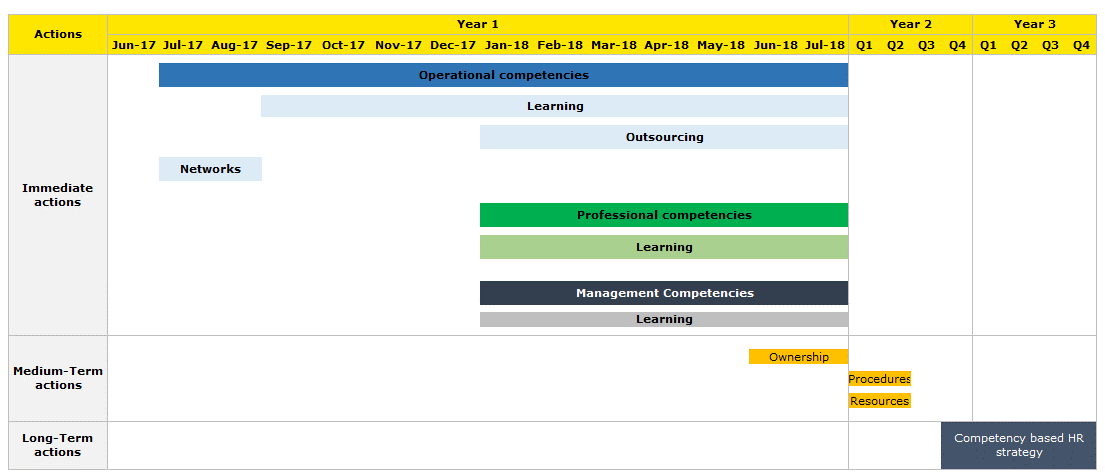 Actions
Year 1
Year 2
Year 3
Jun-17 Jul-17 Aug-17 Sep-17 Oct-17 Nov-17 Dec-17 Jan-18 Feb-18 Mar-18 Apr-18 May-18 Jun-18 Jul-18 Q1 Q2 Q3 Q4 Q1 Q2 Q3 Q4
Immediate
actions
Operational competencies
Learning
Outsourcing
Networks
Professional competencies
Learning
Management Competencies
Learning
Medium-Term
actions
Ownership
Procedures
Resources
Long-Term
actions
Competency based HR
strategy